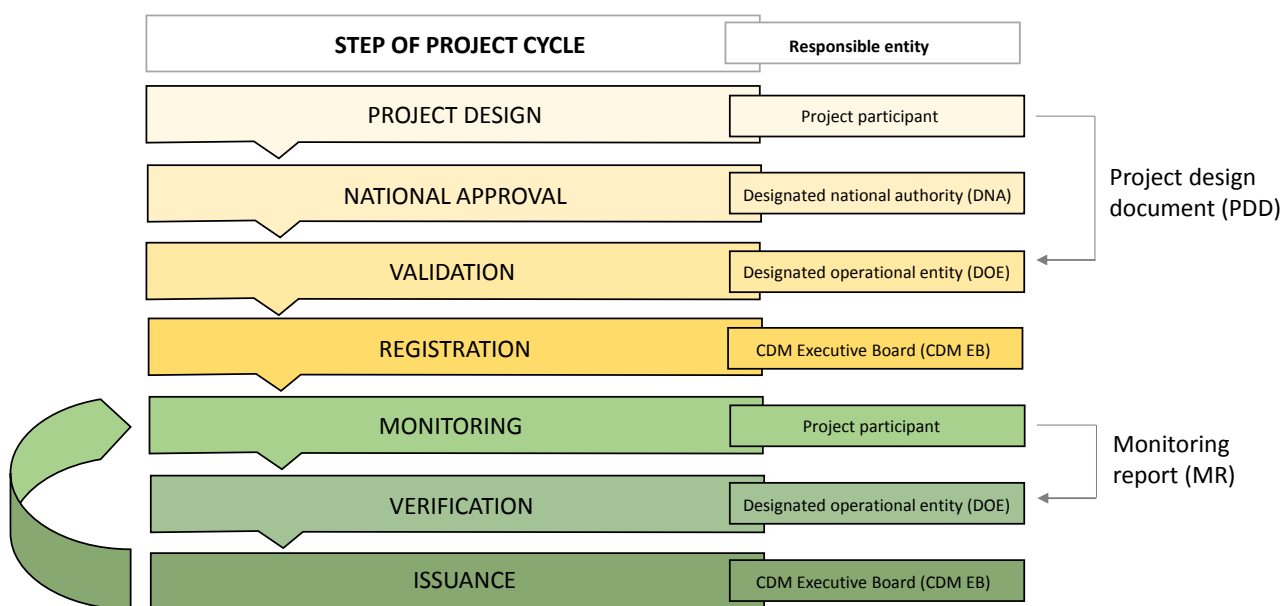 STEP OF PROJECT CYCLE
Responsible entity
PROJECT DESIGN
Project participant
NATIONAL APPROVAL
Designated national authority (DNA)
Project design
document (PDD)
VALIDATION
Designated operational entity (DOE)
REGISTRATION
CDM Executive Board (CDM EB)
MONITORING
Project participant
Monitoring
report (MR)
VERIFICATION
Designated operational entity (DOE)
ISSUANCE
CDM Executive Board (CDM EB)